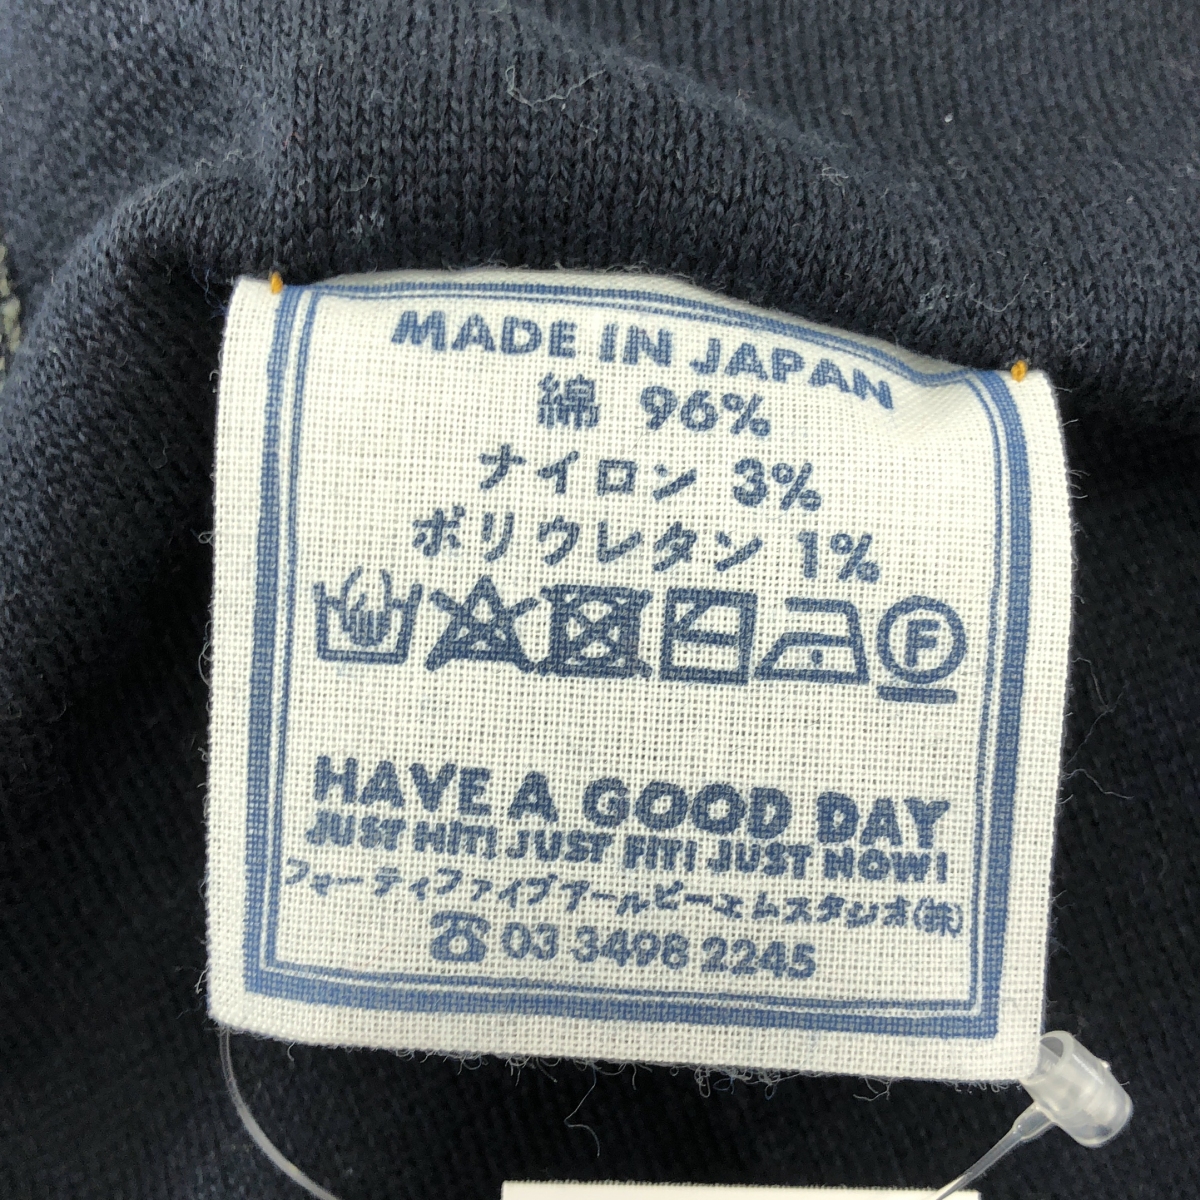 MADE IN JAPAN
綿 96%
ナイロン 3%
ポリウレタン 1%
F
HAVE A GOOD DAY
JUST HIT! JUST FIT! JUST NOW!
フォーティファイブアールピーエムスタジオ(株)
☎ 03 3498 2245